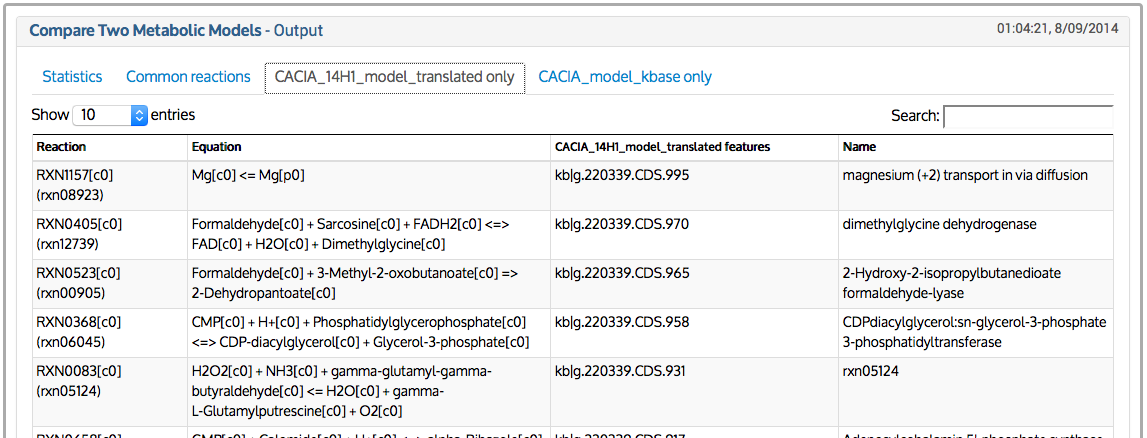 Compare Two Metabolic Models - Output 01:04:21, 8/09/2014
Statistics Common reactions CACIA_14H1_model_translated only CACIA_model_kbase only
Show 10 entries Search:
Reaction Equation CACIA_14H1_model_translated features Name
RXN1157[c0] Mg[c0] <= Mg[p0] kb|g.220339.CDS.995 magnesium (+2) transport in via diffusion
(rxn08923)
RXN0405[c0] Formaldehyde[c0] + Sarcosine[c0] + FADH2[c0] <=> kb|g.220339.CDS.970 dimethylglycine dehydrogenase
(rxn12739) FAD[c0] + H2O[c0] + Dimethylglycine[c0]
RXN0523[c0] Formaldehyde[c0] + 3-Methyl-2-oxobutanoate[c0] => kb|g.220339.CDS.965 2-Hydroxy-2-isopropylbutanedioate
(rxn00905) 2-Dehydropantoate[c0] formaldehyde-lyase
RXN0368[c0] CMP[c0] + H+[c0] + Phosphatidylglycerophosphate[c0] kb|g.220339.CDS.958 CDPdiacylglycerol:sn-glycerol-3-phosphate
(rxn06045) <=> CDP-diacylglycerol[c0] + Glycerol-3-phosphate[c0] 3-phosphatidyltransferase
RXN0083[c0] H2O2[c0] + NH3[c0] + gamma-glutamyl-gamma- kb|g.220339.CDS.931 rxn05124
(rxn05124) butyraldehyde[c0] <= H2O[c0] + gamma-
L-Glutamylputrescine[c0] + O2[c0]